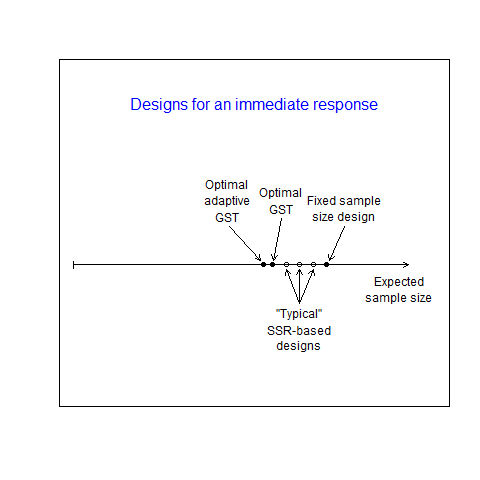 Designs for an immediate response
Optimal
adaptive
GST
Optimal
GST
Fixed sample
size design
Expected
sample size
"Typical"
SSR-based
designs